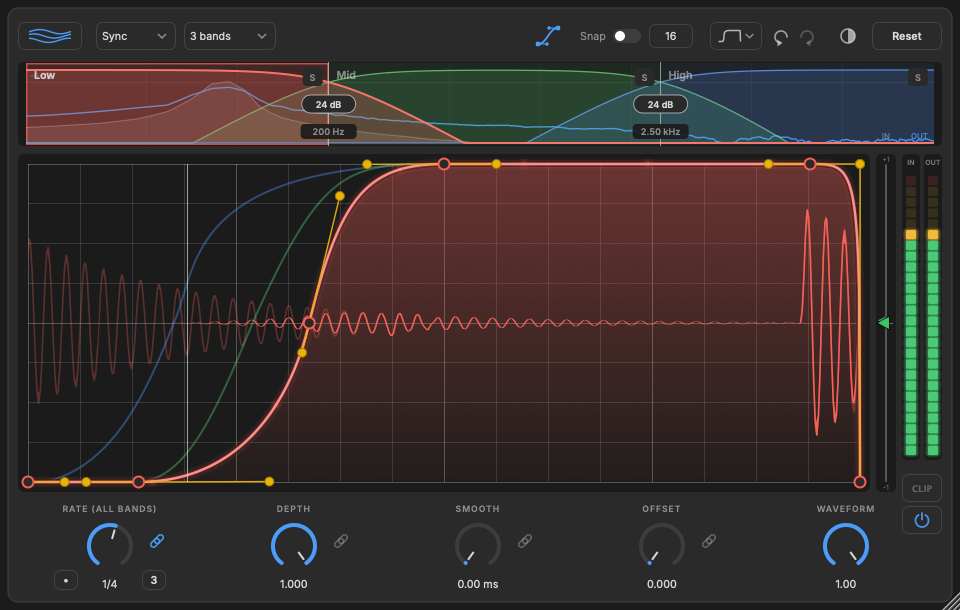 Sync
3 bands
Snap
16
Reset
Low
S
Mid
S
High
S
24 dB
24 dB
200 Hz
2.50 kHz
IN
OUT
+1
IN
OUT
-1
CLIP
RATE (ALL BANDS)
DEPTH
SMOOTH
OFFSET
WAVEFORM
1/4
3
1.000
0.00 ms
0.000
1.00